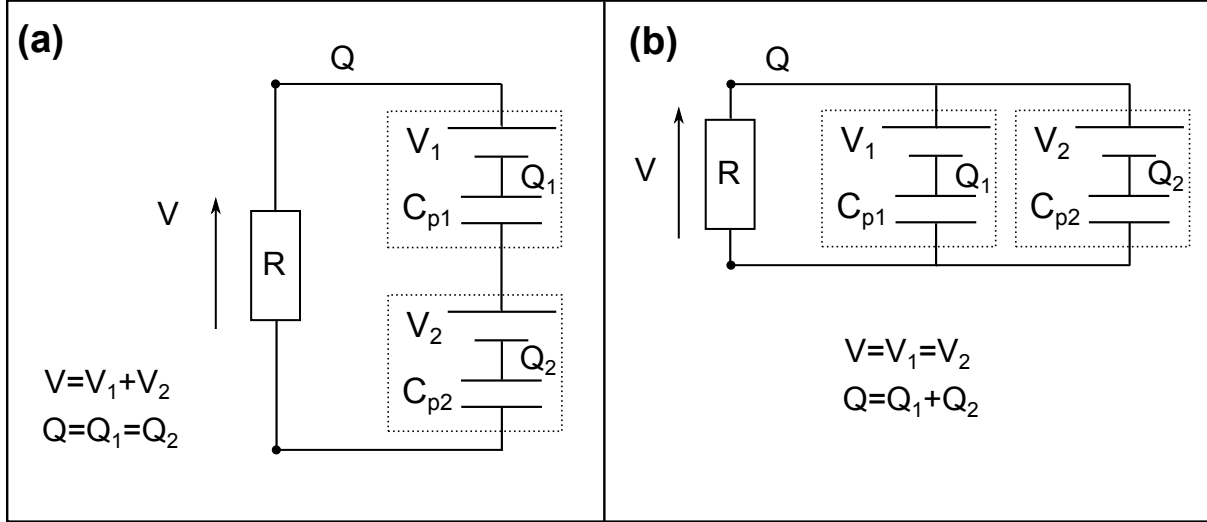 (a)
Q
V₁
Q₁
Cₚ₁
V
R
V₂
Q₂
Cₚ₂
V=V₁+V₂
Q=Q₁=Q₂
(b)
Q
V
R
V₁
Q₁
Cₚ₁
V₂
Q₂
Cₚ₂
V=V₁=V₂
Q=Q₁+Q₂